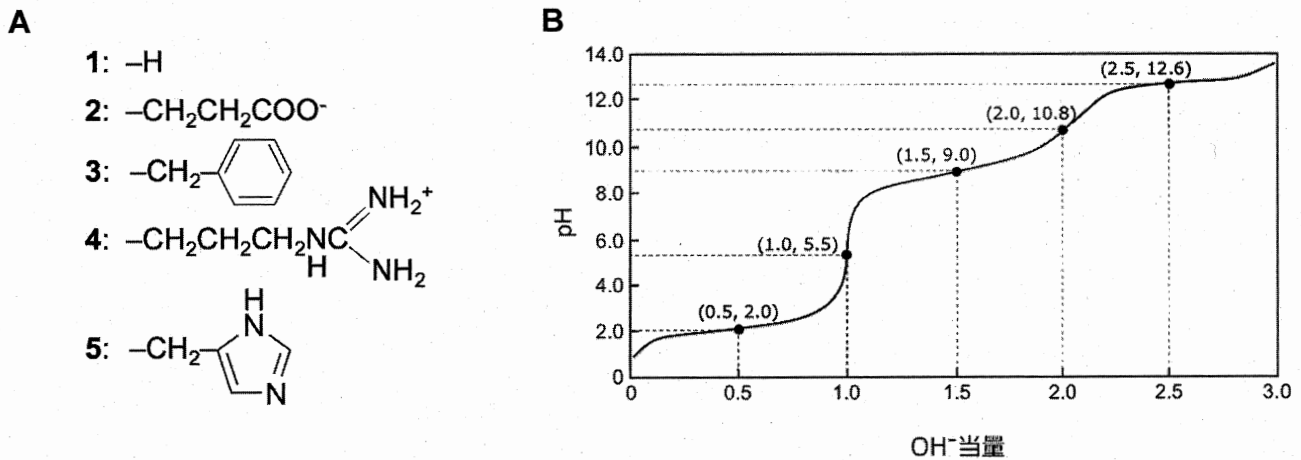 A
1: –H
2: –CH₂CH₂COO⁻
3: –CH₂
4: –CH₂CH₂CH₂NC
H
NH₂⁺
NH₂
5: –CH₂
H
N
N
B
pH
14.0
12.0
10.0
8.0
6.0
4.0
2.0
0
(2.5, 12.6)
(2.0, 10.8)
(1.5, 9.0)
(1.0, 5.5)
(0.5, 2.0)
0 0.5 1.0 1.5 2.0 2.5 3.0
OH⁻当量